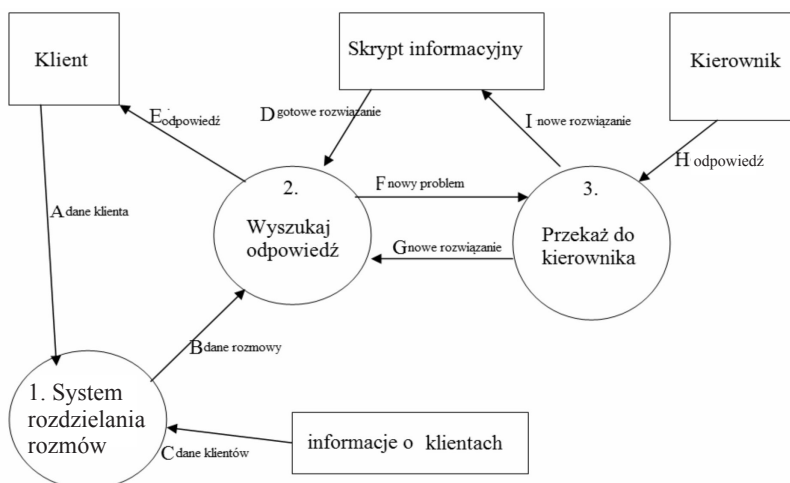 Klient
Skrypt informacyjny
Kierownik
E odpowiedź
D gotowe rozwiązanie
I nowe rozwiązanie
H odpowiedź
2.
Wyszukaj
odpowiedź
F nowy problem
3.
Przekaż do
kierownika
A dane klienta
G nowe rozwiązanie
B dane rozmowy
1. System
rozdzielania
rozmów
C dane klientów
informacje o klientach